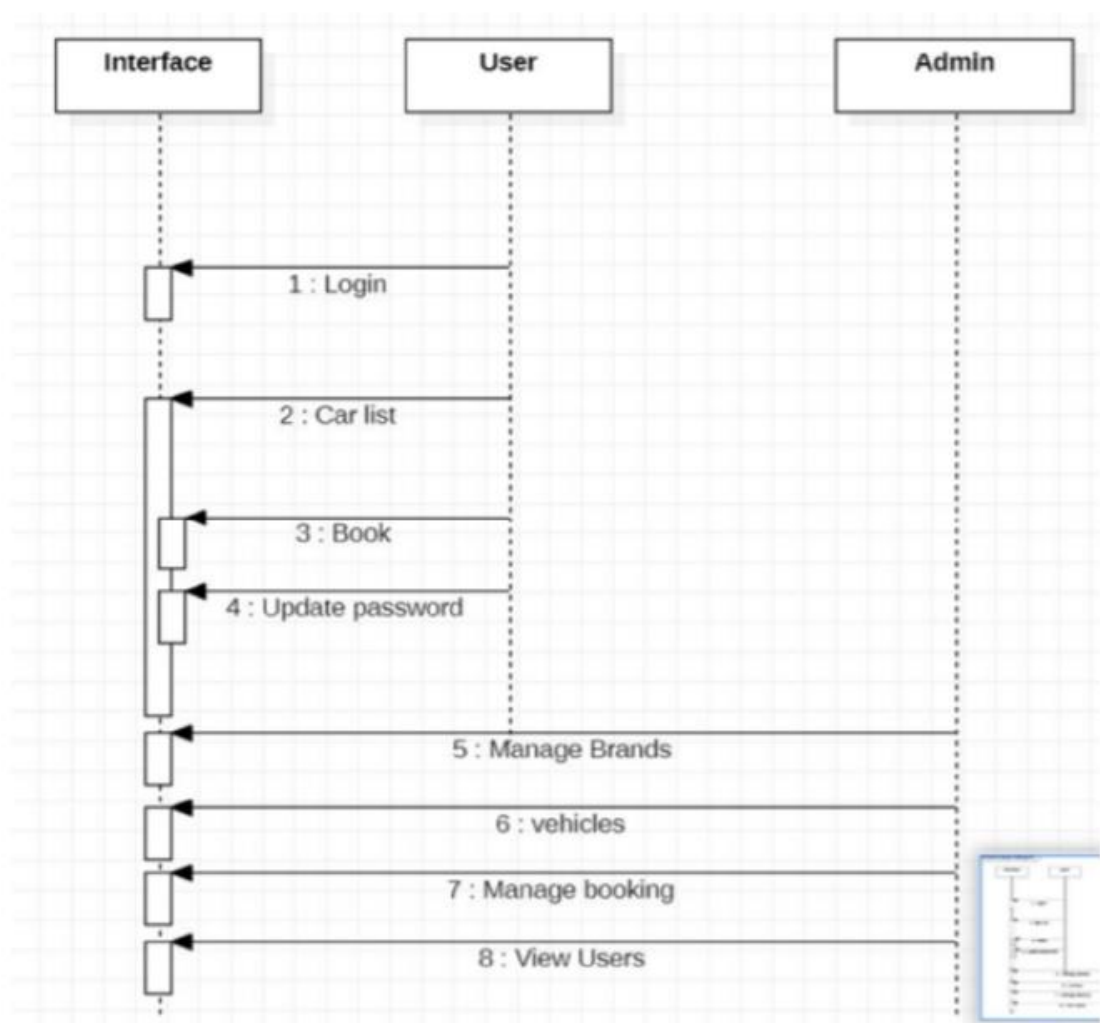 Interface
User
Admin
1 : Login
2 : Car list
3 : Book
4 : Update password
5 : Manage Brands
6 : vehicles
7 : Manage booking
8 : View Users